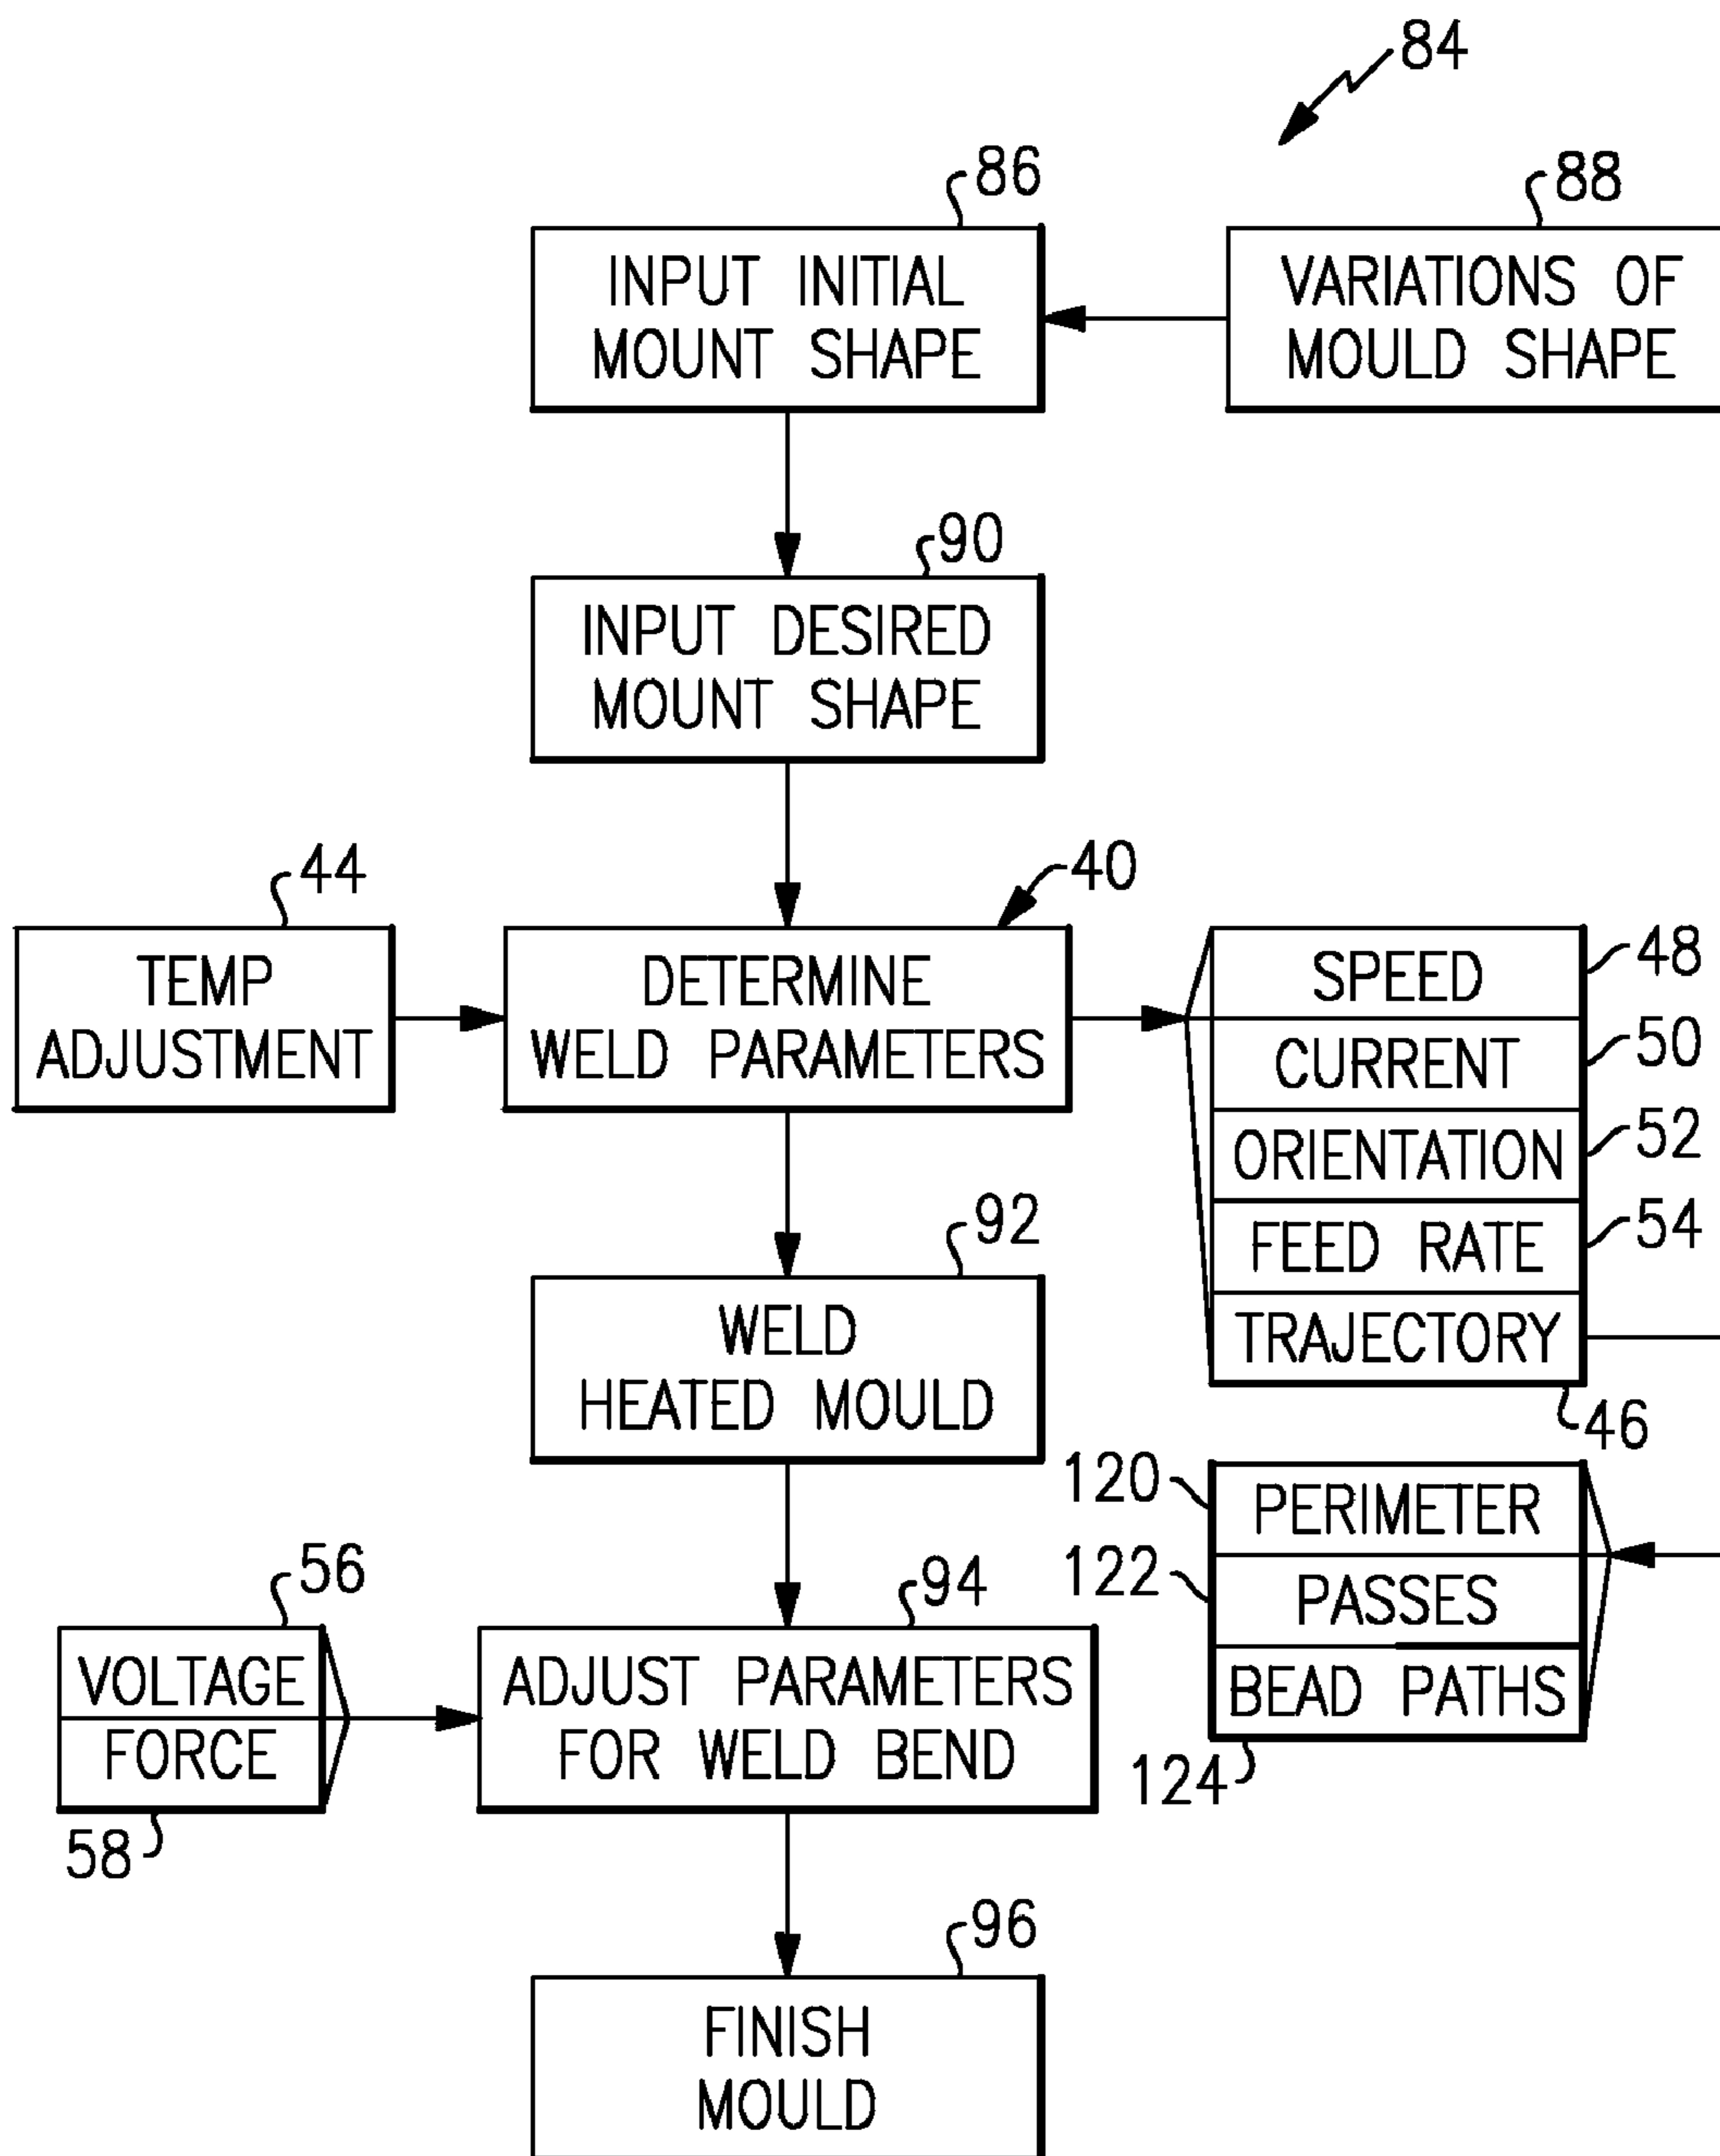 84
86
88
INPUT INITIAL
MOUNT SHAPE
VARIATIONS OF
MOULD SHAPE
90
INPUT DESIRED
MOUNT SHAPE
44
40
TEMP
ADJUSTMENT
DETERMINE
WELD PARAMETERS
SPEED
48
CURRENT
50
ORIENTATION
52
FEED RATE
54
TRAJECTORY
46
92
WELD
HEATED MOULD
120
PERIMETER
122
PASSES
BEAD PATHS
124
56
VOLTAGE
FORCE
58
94
ADJUST PARAMETERS
FOR WELD BEND
96
FINISH
MOULD